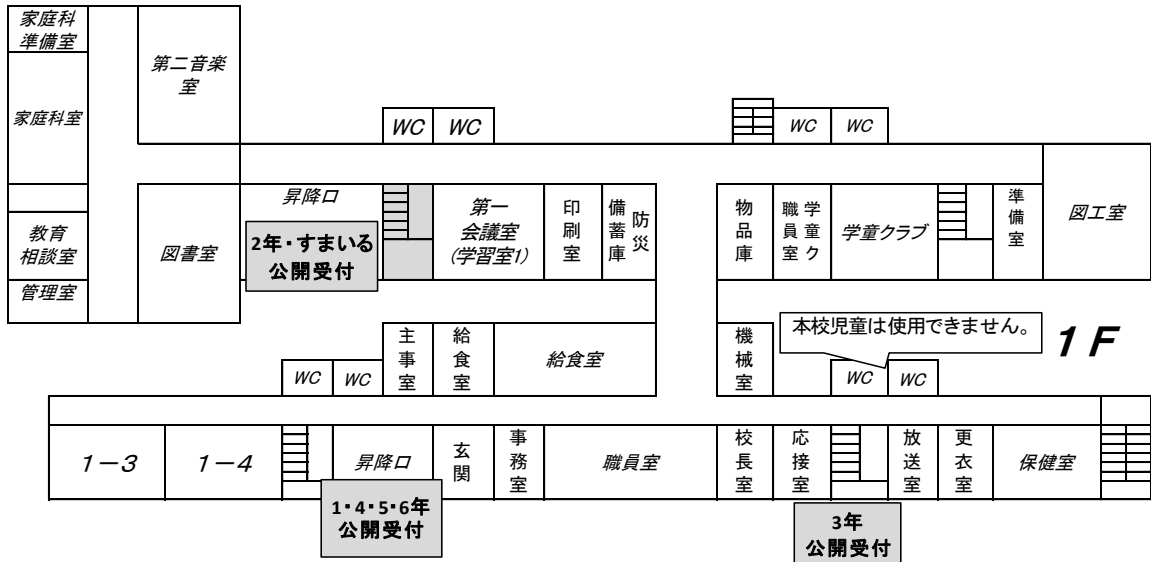 家庭科
準備室
第二音楽
室
家庭科室
WC
WC
WC
WC
昇降口
第一
会議室
(学習室1)
印刷室
防災
備蓄庫
物品庫
学童ク
職員室
学童クラブ
準備室
図工室
教育
相談室
管理室
図書室
2年・すまいる
公開受付
主事室
給食室
給食室
機械室
本校児童は使用できません。
1F
WC
WC
WC
WC
1-3
1-4
昇降口
玄関
事務室
職員室
校長室
応接室
放送室
更衣室
保健室
1・4・5・6年
公開受付
3年
公開受付